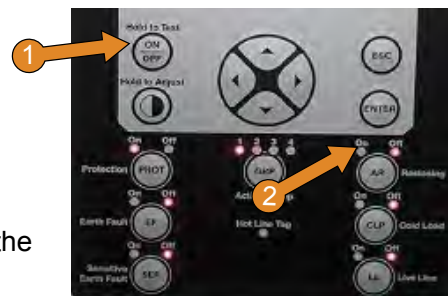 Hold to Test
1
ON
OFF
ESC
Hold to Adjust
ENTER
On Off
1 2 3 4
On Off
Protection
PROT
GROUP
AR
Reclosing
2
On Off
On Off
Earth Fault
EF
Hot Line Tag
CLP
Cold Load
the
On Off
On Off
Sensitive
Earth Fault
SEF
LL
Live Line